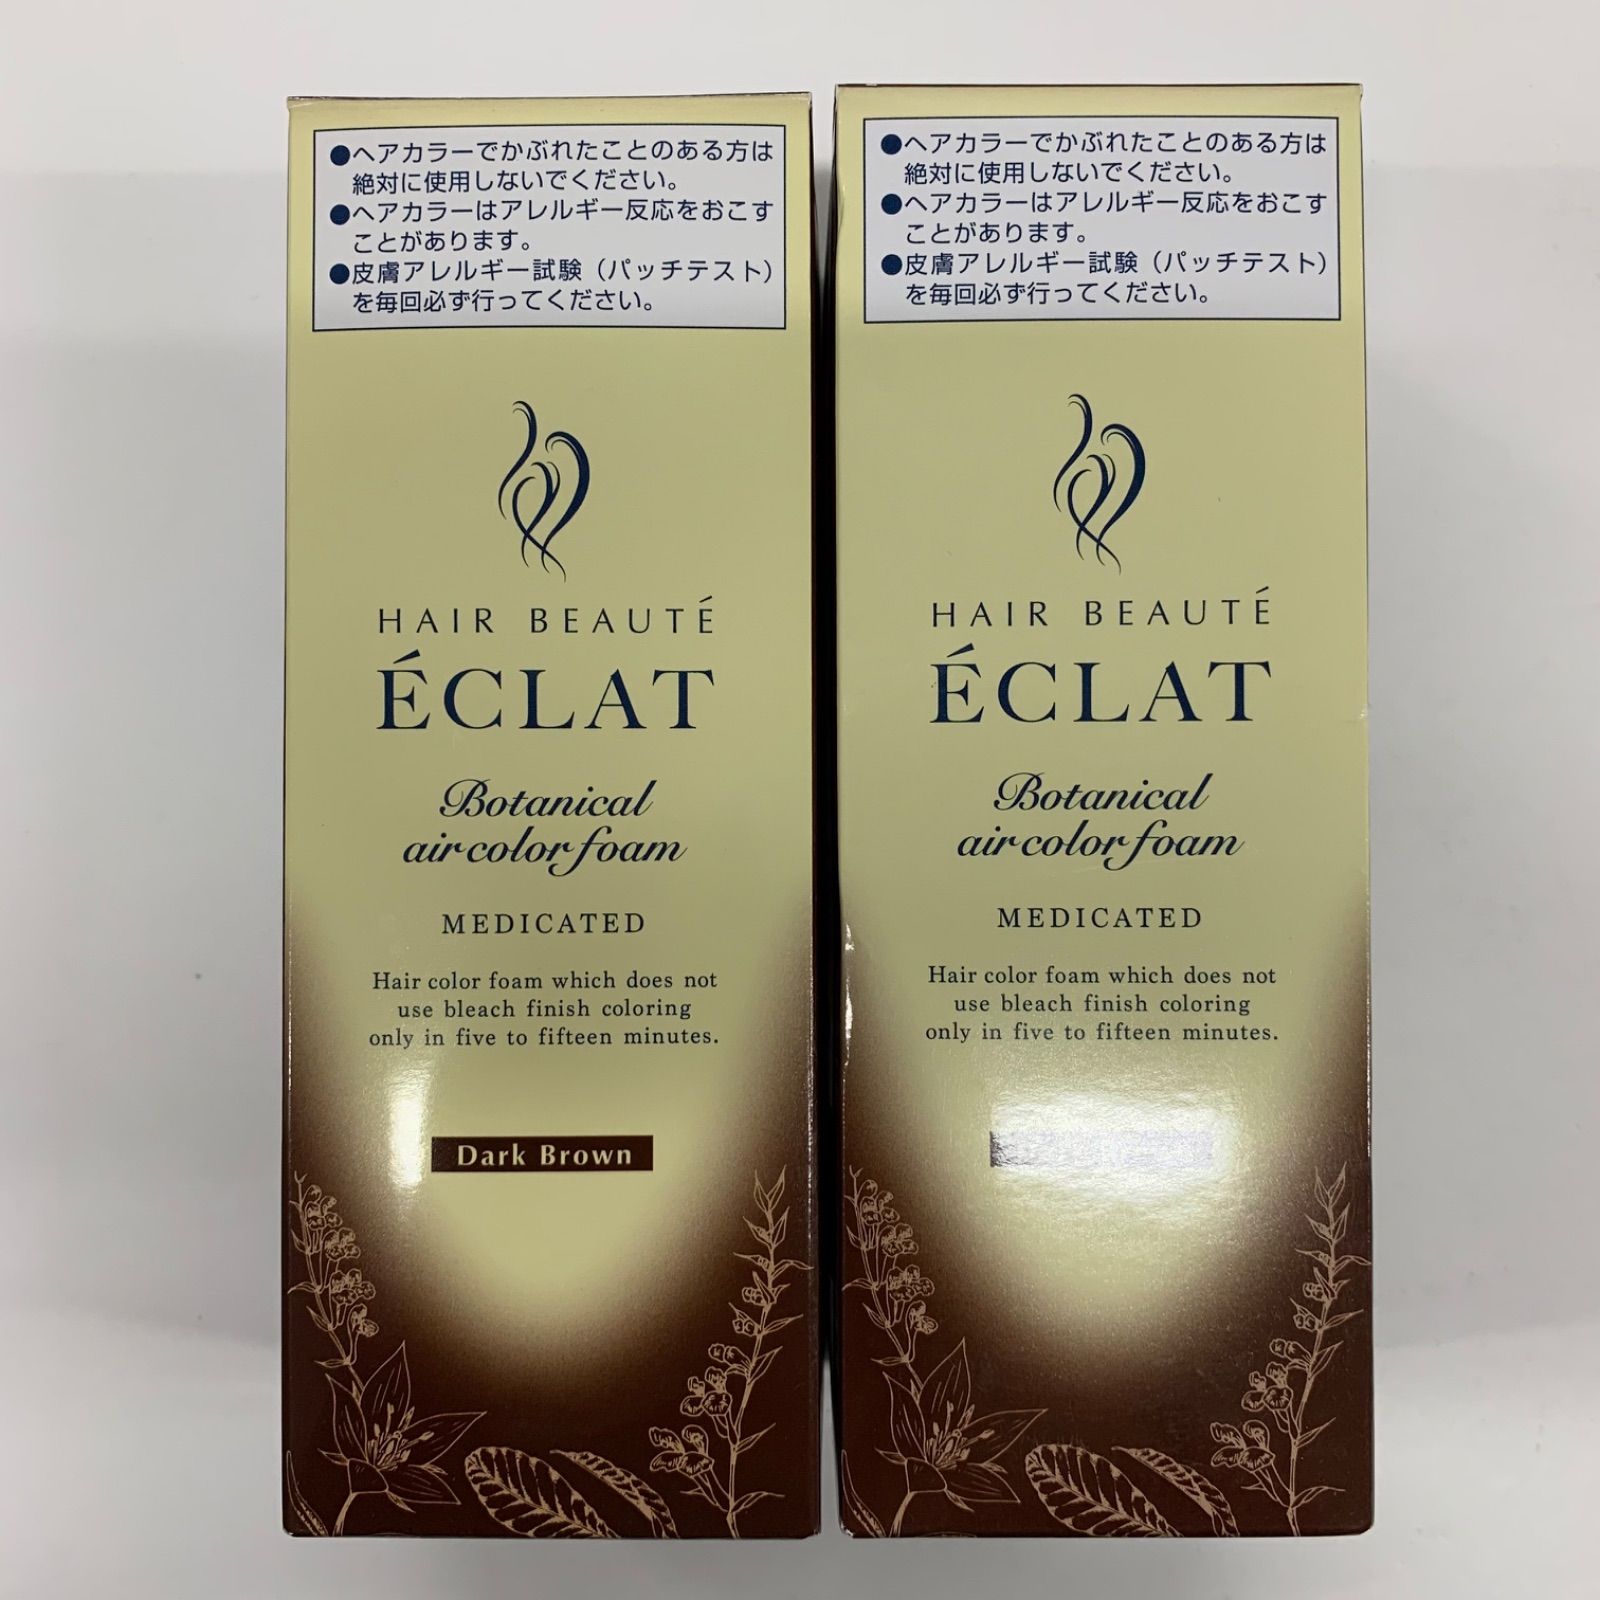 ●ヘアカラーでかぶれたことのある方は
絶対に使用しないでください。
●ヘアカラーはアレルギー反応をおこす
ことがあります。
●皮膚アレルギー試験（パッチテスト）
を毎回必ず行ってください。
HAIR BEAUTÉ
ÉCLAT
Botanical
air color foam
MEDICATED
Hair color foam which does not
use bleach finish coloring
only in five to fifteen minutes.
Dark Brown
●ヘアカラーでかぶれたことのある方は
絶対に使用しないでください。
●ヘアカラーはアレルギー反応をおこす
ことがあります。
●皮膚アレルギー試験（パッチテスト）
を毎回必ず行ってください。
HAIR BEAUTÉ
ÉCLAT
Botanical
air color foam
MEDICATED
Hair color foam which does not
use bleach finish coloring
only in five to fifteen minutes.